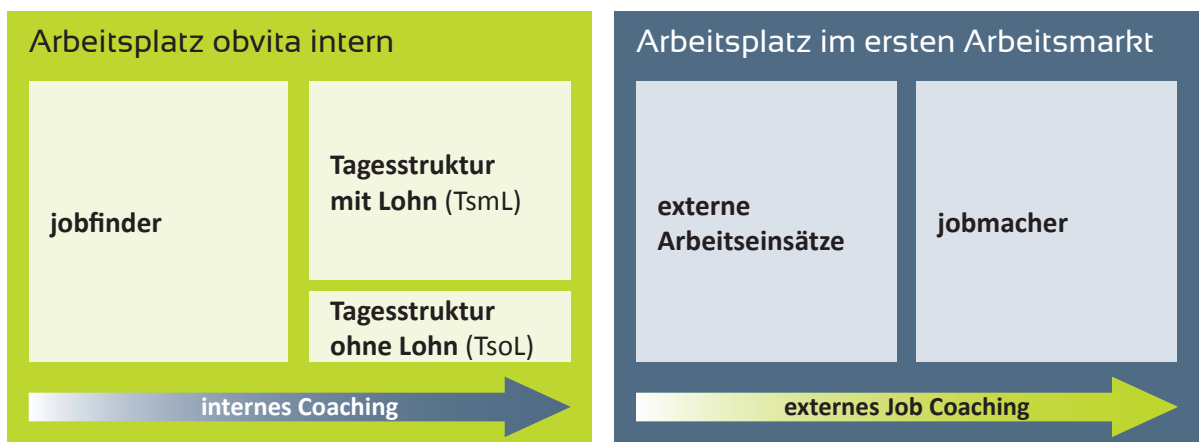 Arbeitsplatz obvita intern
jobfinder
Tagesstruktur
mit Lohn (TsmL)
Tagesstruktur
ohne Lohn (TsoL)
internes Coaching
Arbeitsplatz im ersten Arbeitsmarkt
externe
Arbeitseinsätze
jobmacher
externes Job Coaching